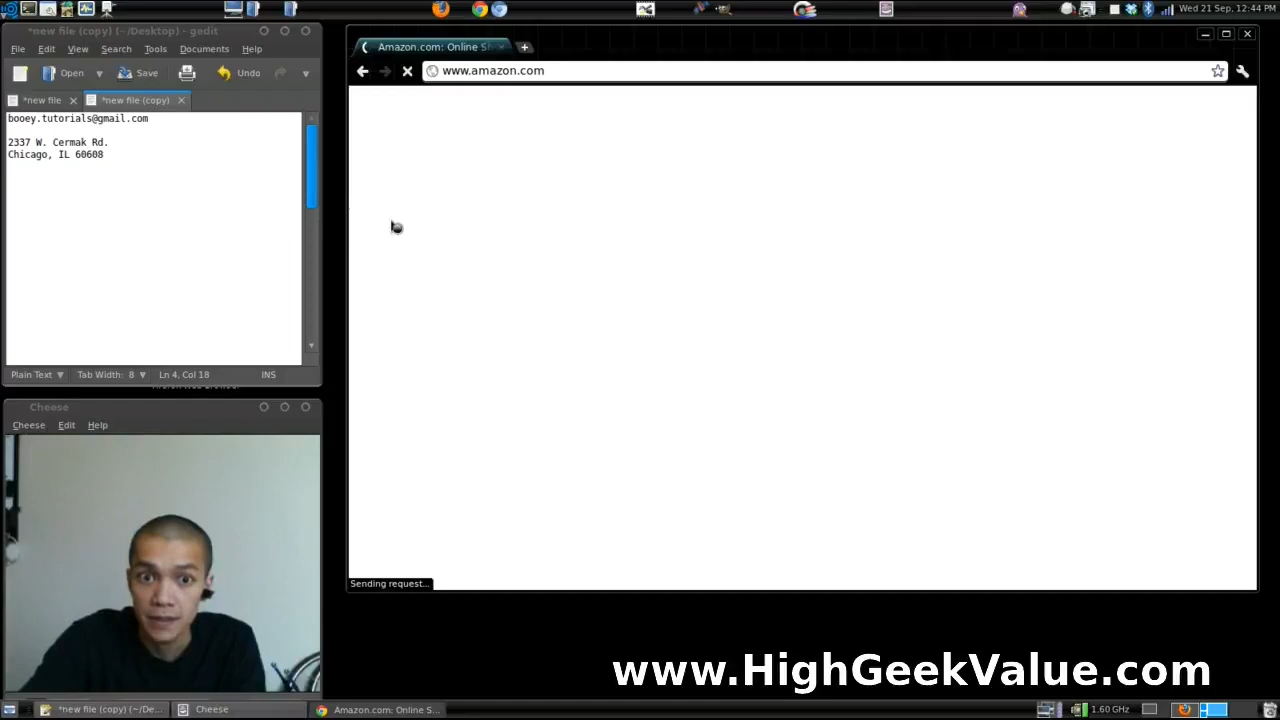 Wed 21 Sep, 12:44 PM
*new file (copy) (~/Desktop) - gedit
File Edit View Search Tools Documents Help
Open Save Undo
*new file
*new file (copy)
booey.tutorials@gmail.com
2337 W. Cermak Rd.
Chicago, IL 60608
Plain Text Tab Width: 8 Ln 4, Col 18 INS
Cheese
Cheese Edit Help
Amazon.com: Online S
www.amazon.com
Sending request...
www.HighGeekValue.com
*new file (copy) (~/De...
Cheese
Amazon.com: Online S...
1.60 GHz